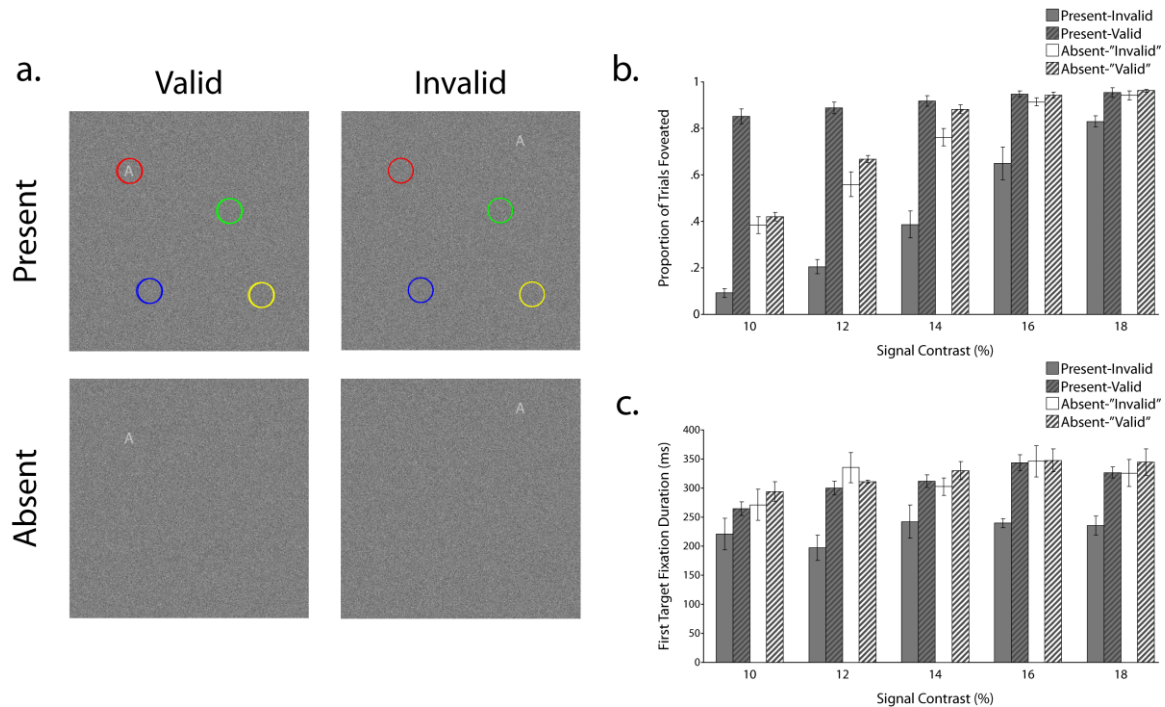 a.
Valid
Invalid
Present
A
A
Absent
A
A
b.
Present-Invalid
Present-Valid
Absent-"Invalid"
Absent-"Valid"
Proportion of Trials Foveated
1
.8
.6
.4
.2
0
10 12 14 16 18
Signal Contrast (%)
c.
Present-Invalid
Present-Valid
Absent-"Invalid"
Absent-"Valid"
First Target Fixation Duration (ms)
400
350
300
250
200
150
100
50
0
10 12 14 16 18
Signal Contrast (%)